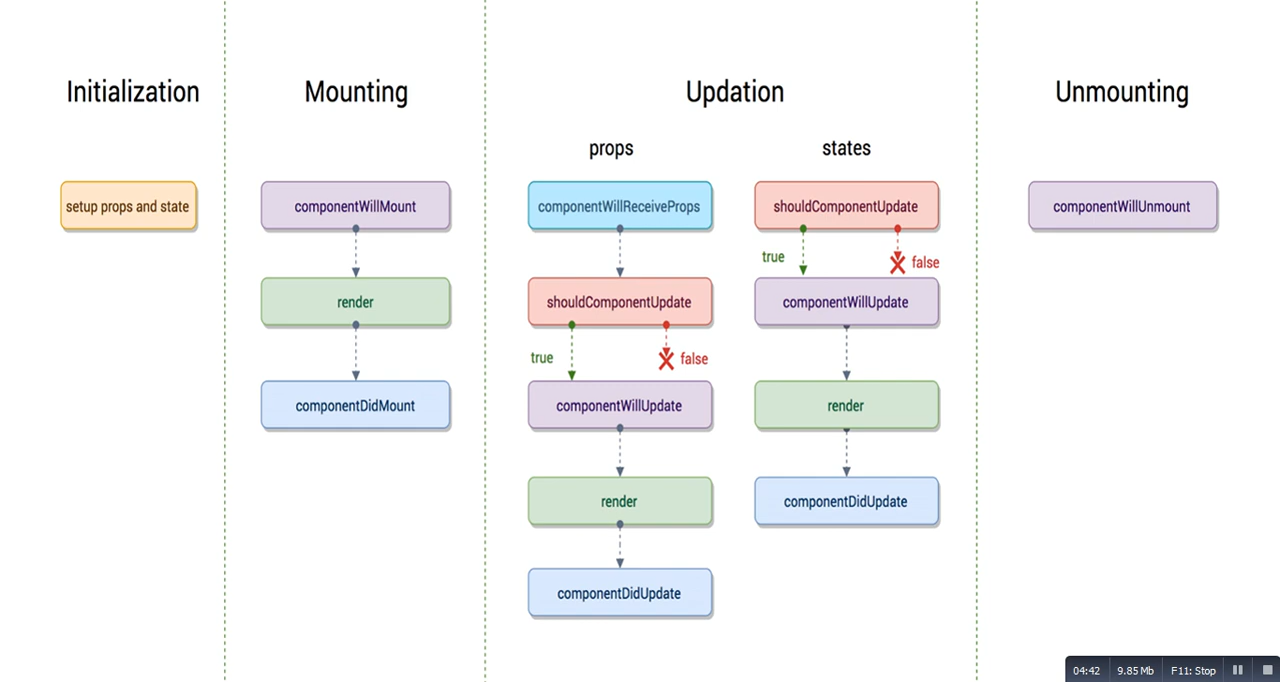 Initialization
Mounting
Updation
Unmounting
props
states
setup props and state
componentWillMount
componentWillReceiveProps
shouldComponentUpdate
componentWillUnmount
true
false
render
shouldComponentUpdate
componentWillUpdate
true
false
componentDidMount
componentWillUpdate
render
render
componentDidUpdate
componentDidUpdate
04:42
9.85 Mb
F11: Stop